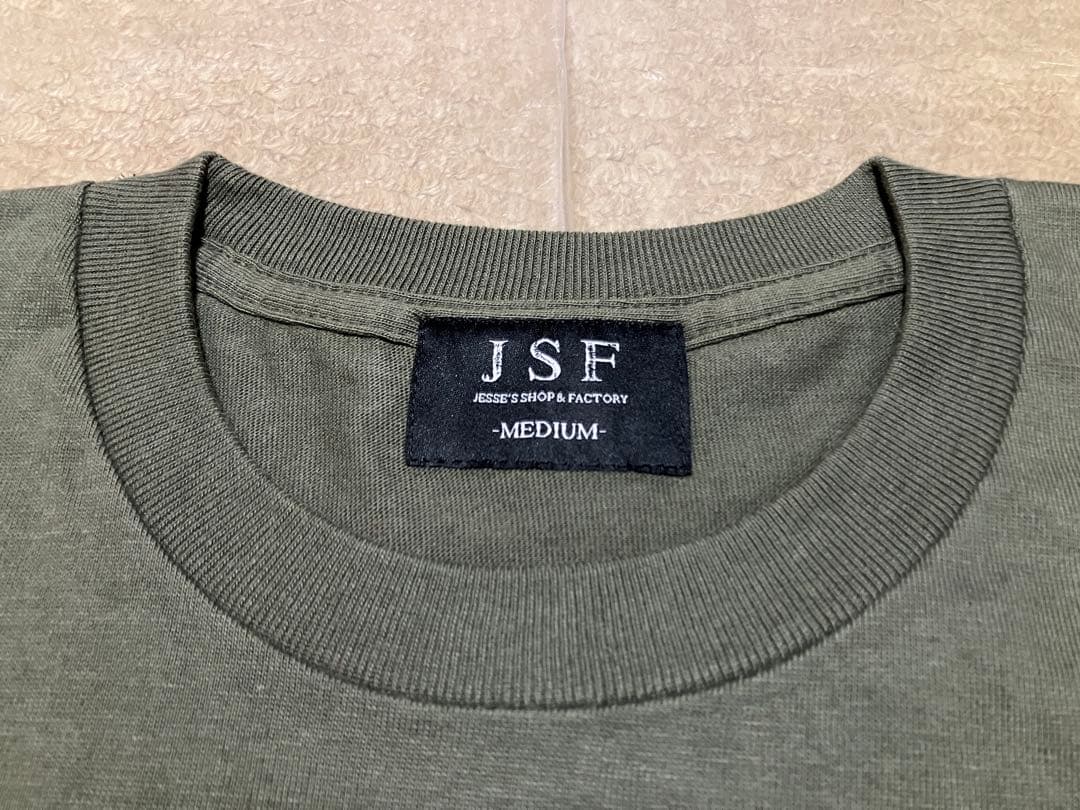 JSF
JESSE'S SHOP & FACTORY
-MEDIUM-